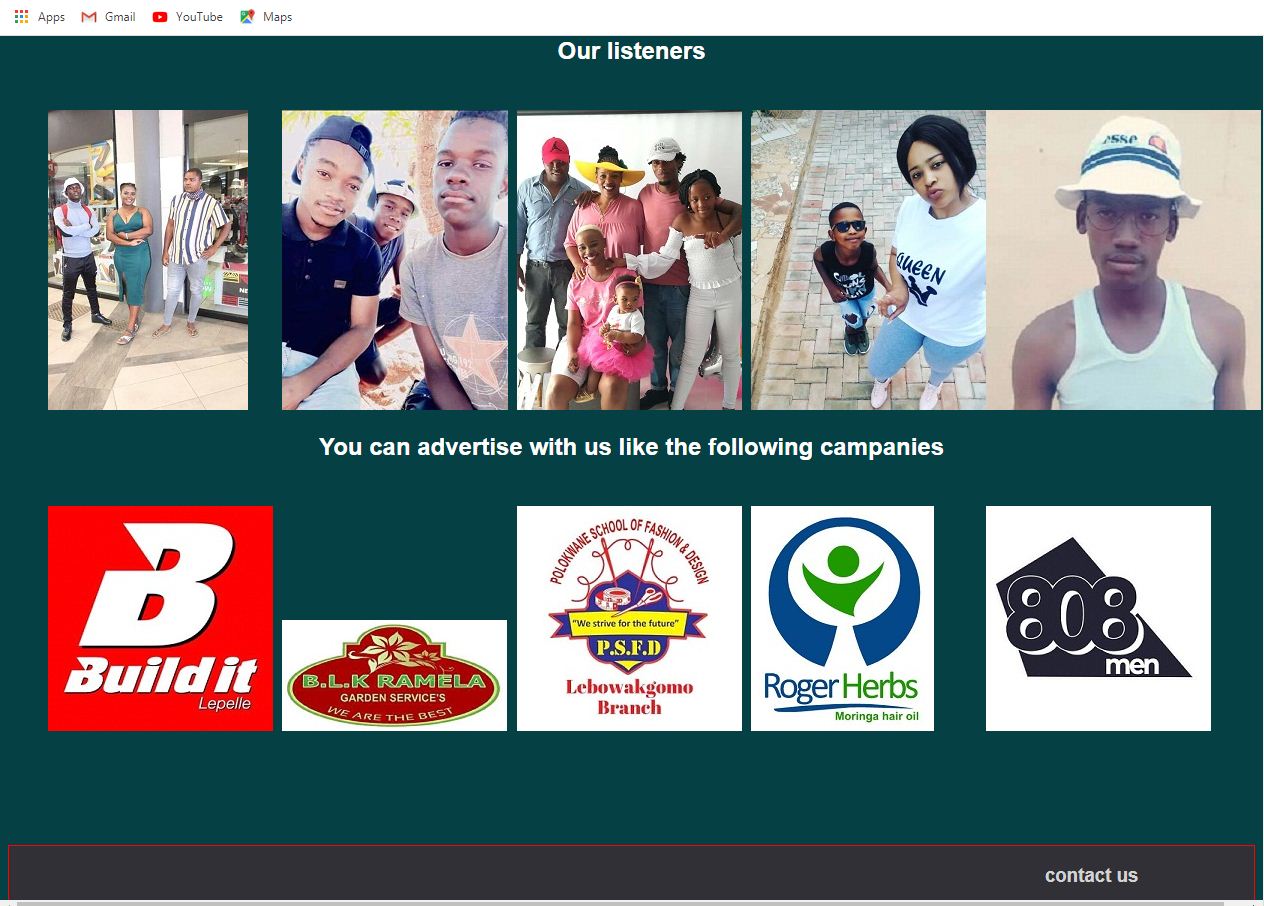 Apps Gmail YouTube Maps
Our listeners
esse
QUEEN
You can advertise with us like the following campanies
B
Build it
Lepelle
B.L.K RAMELA
GARDEN SERVICE'S
WE ARE THE BEST
POLOKWANE SCHOOL OF FASHION & DESIGN
"We strive for the future"
P.S.F.D
Lebowakgomo
Branch
Roger Herbs
Moringa hair oil
808
men
contact us